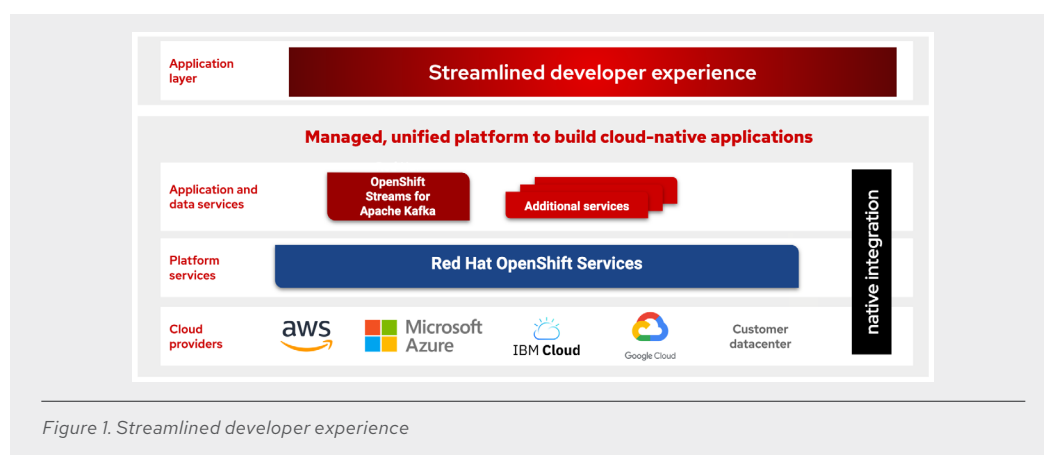 Application
layer
Streamlined developer experience
Managed, unified platform to build cloud-native applications
Application and
data services
OpenShift
Streams for
Apache Kafka
Additional services
native integration
Platform
services
Red Hat OpenShift Services
Cloud
providers
aws
Microsoft
Azure
IBM Cloud
Google Cloud
Customer
datacenter
Figure 1. Streamlined developer experience